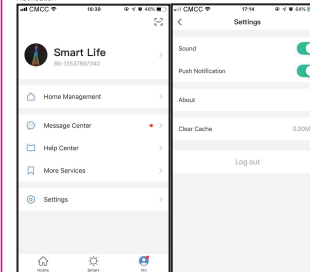 CMCC 18:39 46%
Smart Life
86-13537897340
Home Management
Message Center
Help Center
More Services
Settings
Home Smart Me
CMCC 17:14 84%
Settings
Sound
Push Notification
About
Clear Cache 0.00M
Log out